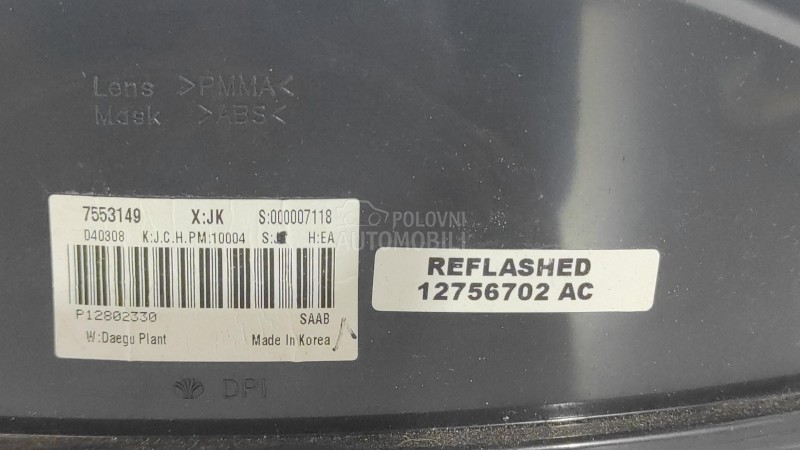 Lens >PMMA<
Mask >ABS<
7553149 X:JK S:000007118
040308 K:J.C.H.PM:10004 S: H:EA
P12802330 SAAB
W:Daegu Plant Made In Korea
DPI
REFLASHED
12756702 AC
POLOVNI
AUTOMOBILI